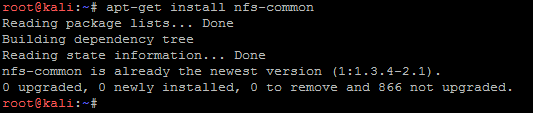 root@kali:~# apt-get install nfs-common
Reading package lists... Done
Building dependency tree
Reading state information... Done
nfs-common is already the newest version (1:1.3.4-2.1).
0 upgraded, 0 newly installed, 0 to remove and 866 not upgraded.
root@kali:~#